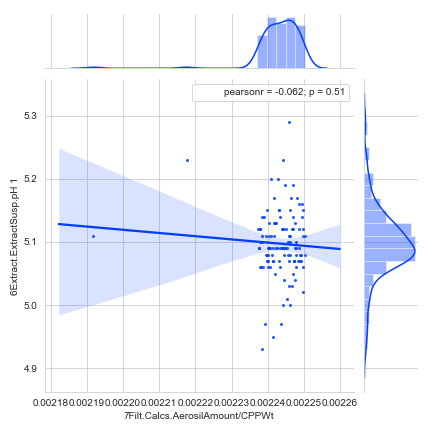 pearsonr = -0.062; p = 0.51
5.3
5.2
5.1
5.0
4.9
6Extract.ExtractSusp.pH 1
0.00218 0.00219 0.00220 0.00221 0.00222 0.00223 0.00224 0.00225 0.00226
7Filt.Calcs.AerosilAmount/CPPWt